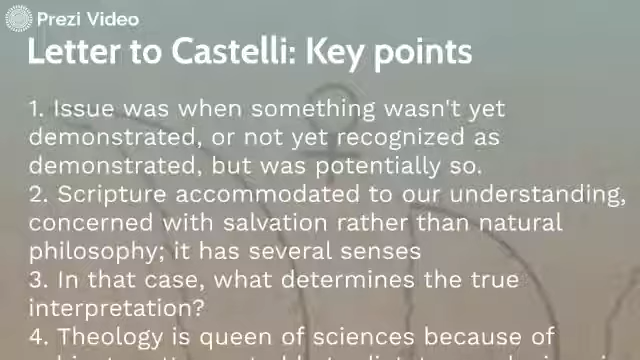 Prezi Video
Letter to Castelli: Key points
1. Issue was when something wasn't yet
demonstrated, or not yet recognized as
demonstrated, but was potentially so.
2. Scripture accommodated to our understanding,
concerned with salvation rather than natural
philosophy; it has several senses
3. In that case, what determines the true
interpretation?
4. Theology is queen of sciences because of